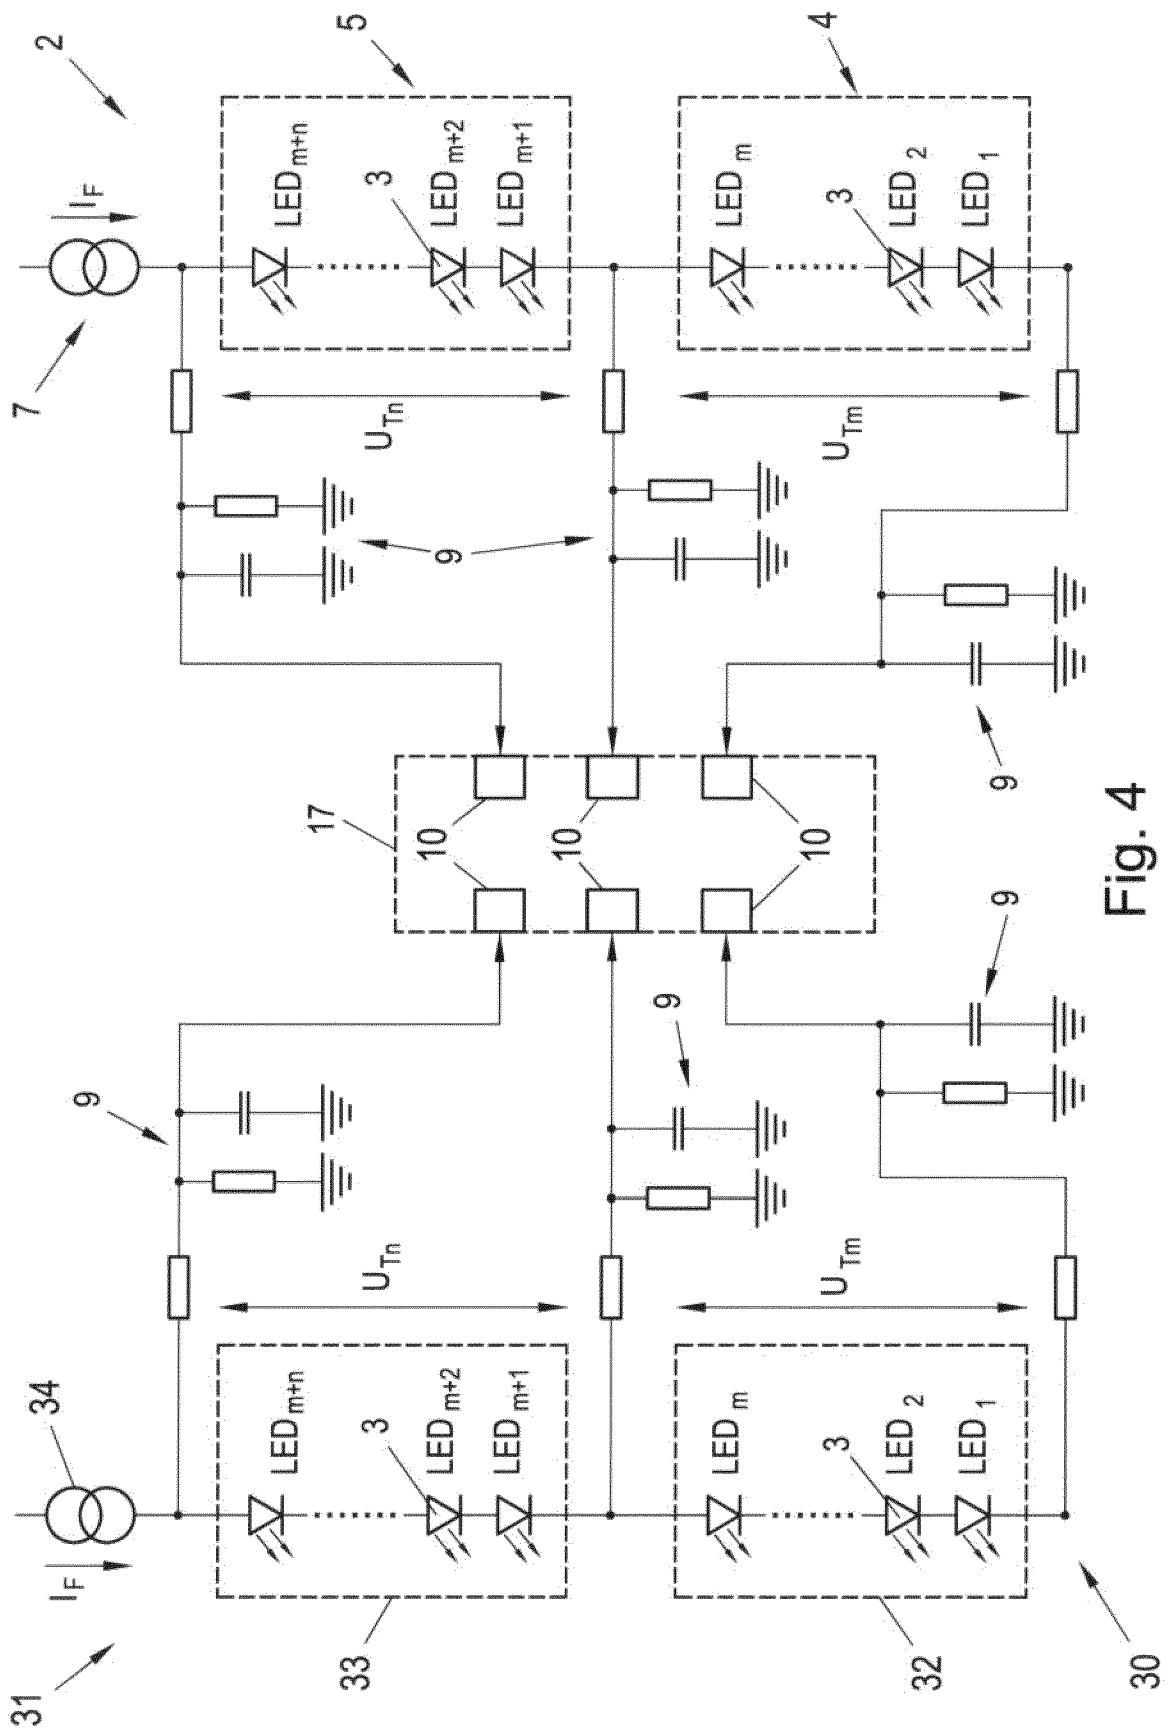 2
5
4
7
I_F
LED_m+n
3
LED_m+2
LED_m+1
LED_m
3
LED_2
LED_1
U_Tn
U_Tm
9
9
17
10
10
10
9
9
9
U_Tn
U_Tm
34
I_F
LED_m+n
3
LED_m+2
LED_m+1
LED_m
3
LED_2
LED_1
31
33
32
30
Fig. 4